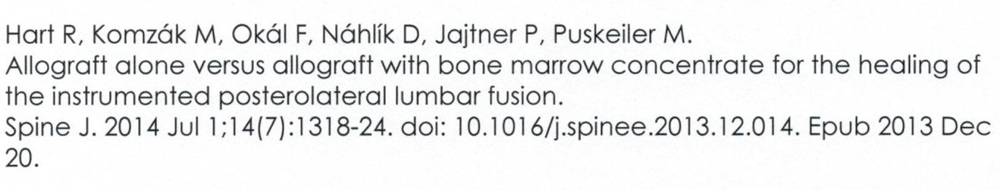 Hart R, Komzák M, Okál F, Náhlík D, Jajtner P, Puskeiler M.
Allograft alone versus allograft with bone marrow concentrate for the healing of
the instrumented posterolateral lumbar fusion.
Spine J. 2014 Jul 1;14(7):1318-24. doi: 10.1016/j.spinee.2013.12.014. Epub 2013 Dec
20.